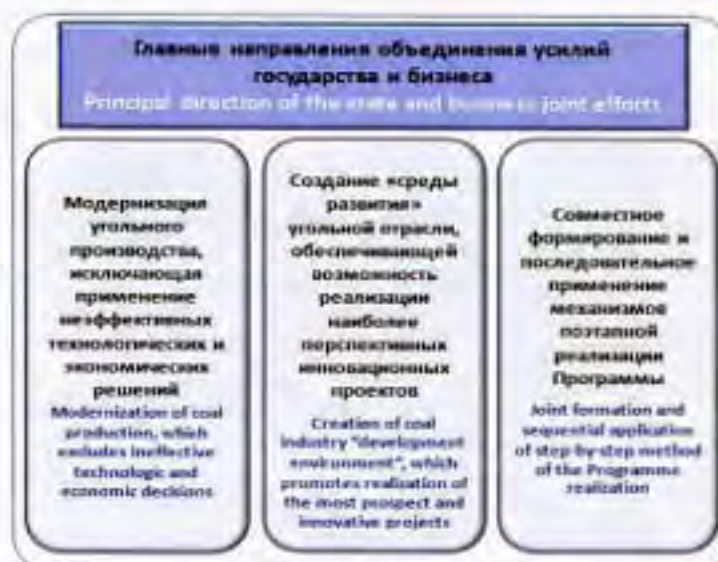 Главные направления объединения усилий
государства и бизнеса
Principal direction of the state and business joint efforts
Модернизация
угольного
производства,
исключающая
применение
неэффективных
технологических и
экономических
решений
Modernization of coal
production, which
excludes ineffective
technologic and
economic decisions
Создание «среды
развития»
угольной отрасли,
обеспечивающей
возможность
реализации
наиболее
перспективных
инновационных
проектов
Creation of coal
industry "development
environment", which
promotes realization of
the most prospect and
innovative projects
Совместное
формирование и
последовательное
применение
механизмов
поэтапной
реализации
Программы
Joint formation and
sequential application
of step-by-step method
of the Programme
realization